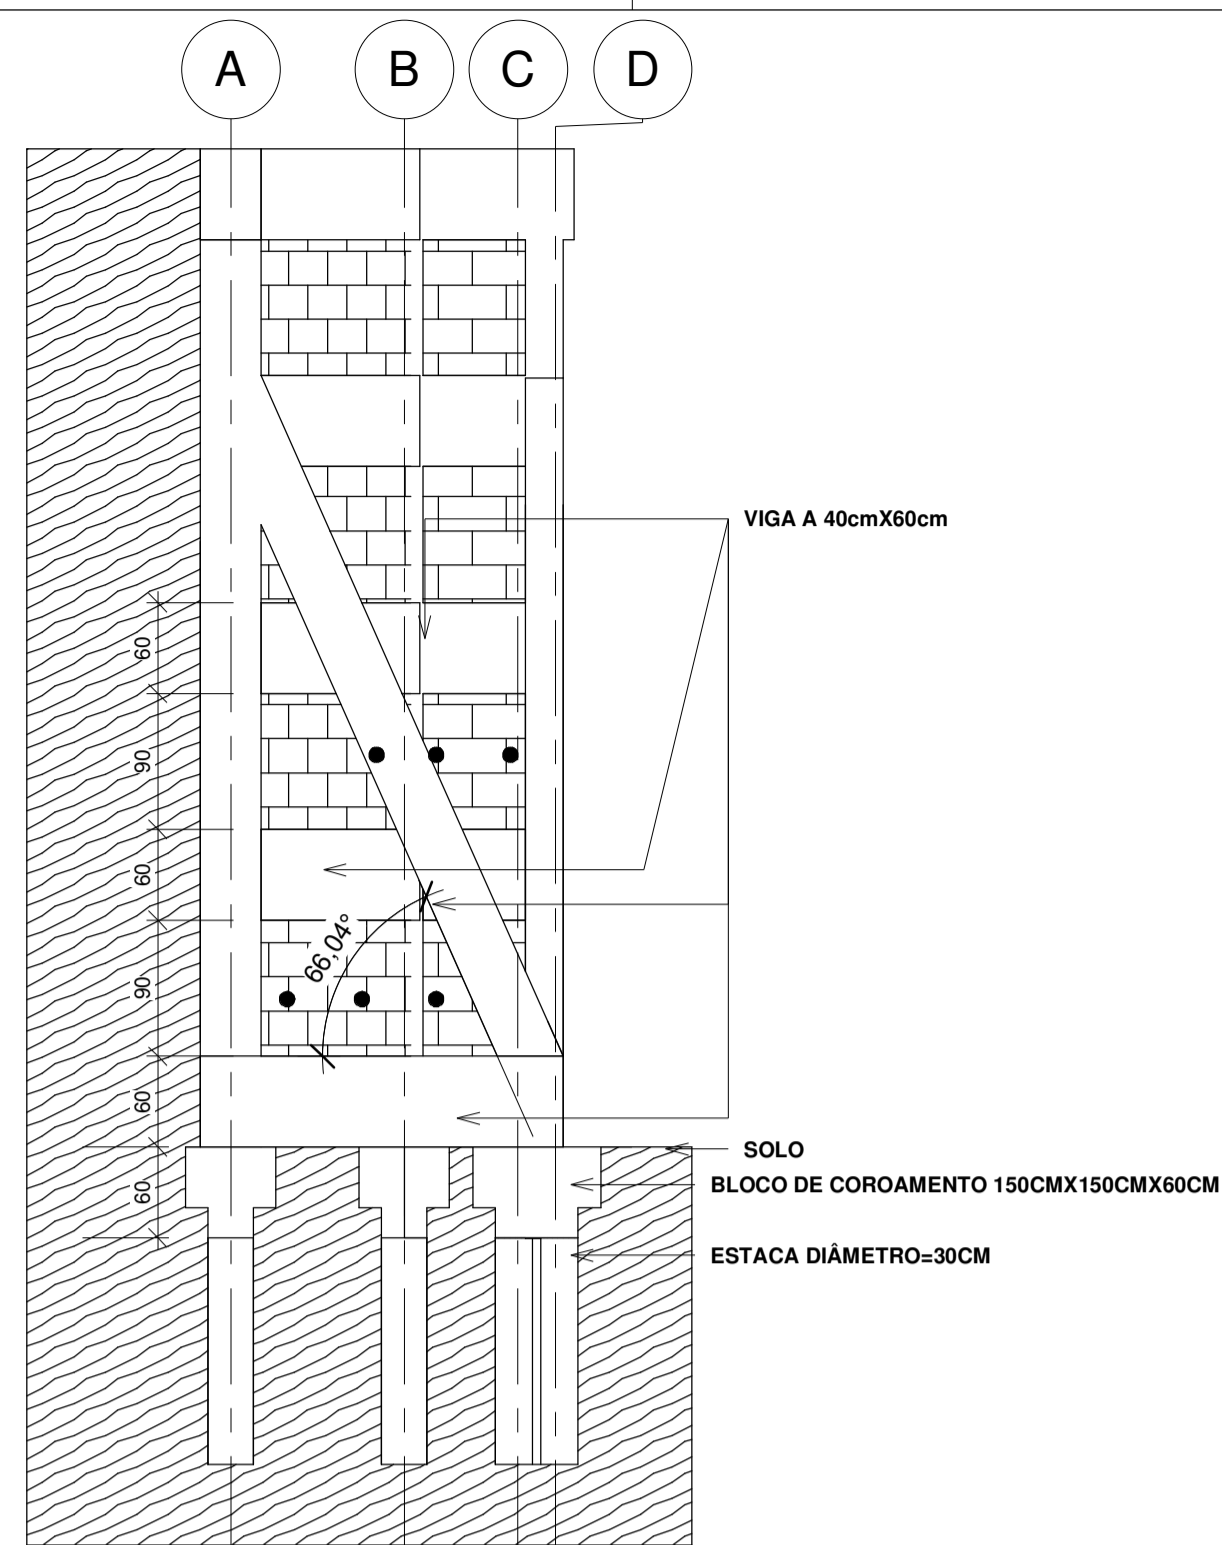 A B C D
VIGA A 40cmX60cm
60
90
60
66,04°
90
60
SOLO
BLOCO DE COROAMENTO 150CMX150CMX60CM
60
ESTACA DIÂMETRO=30CM